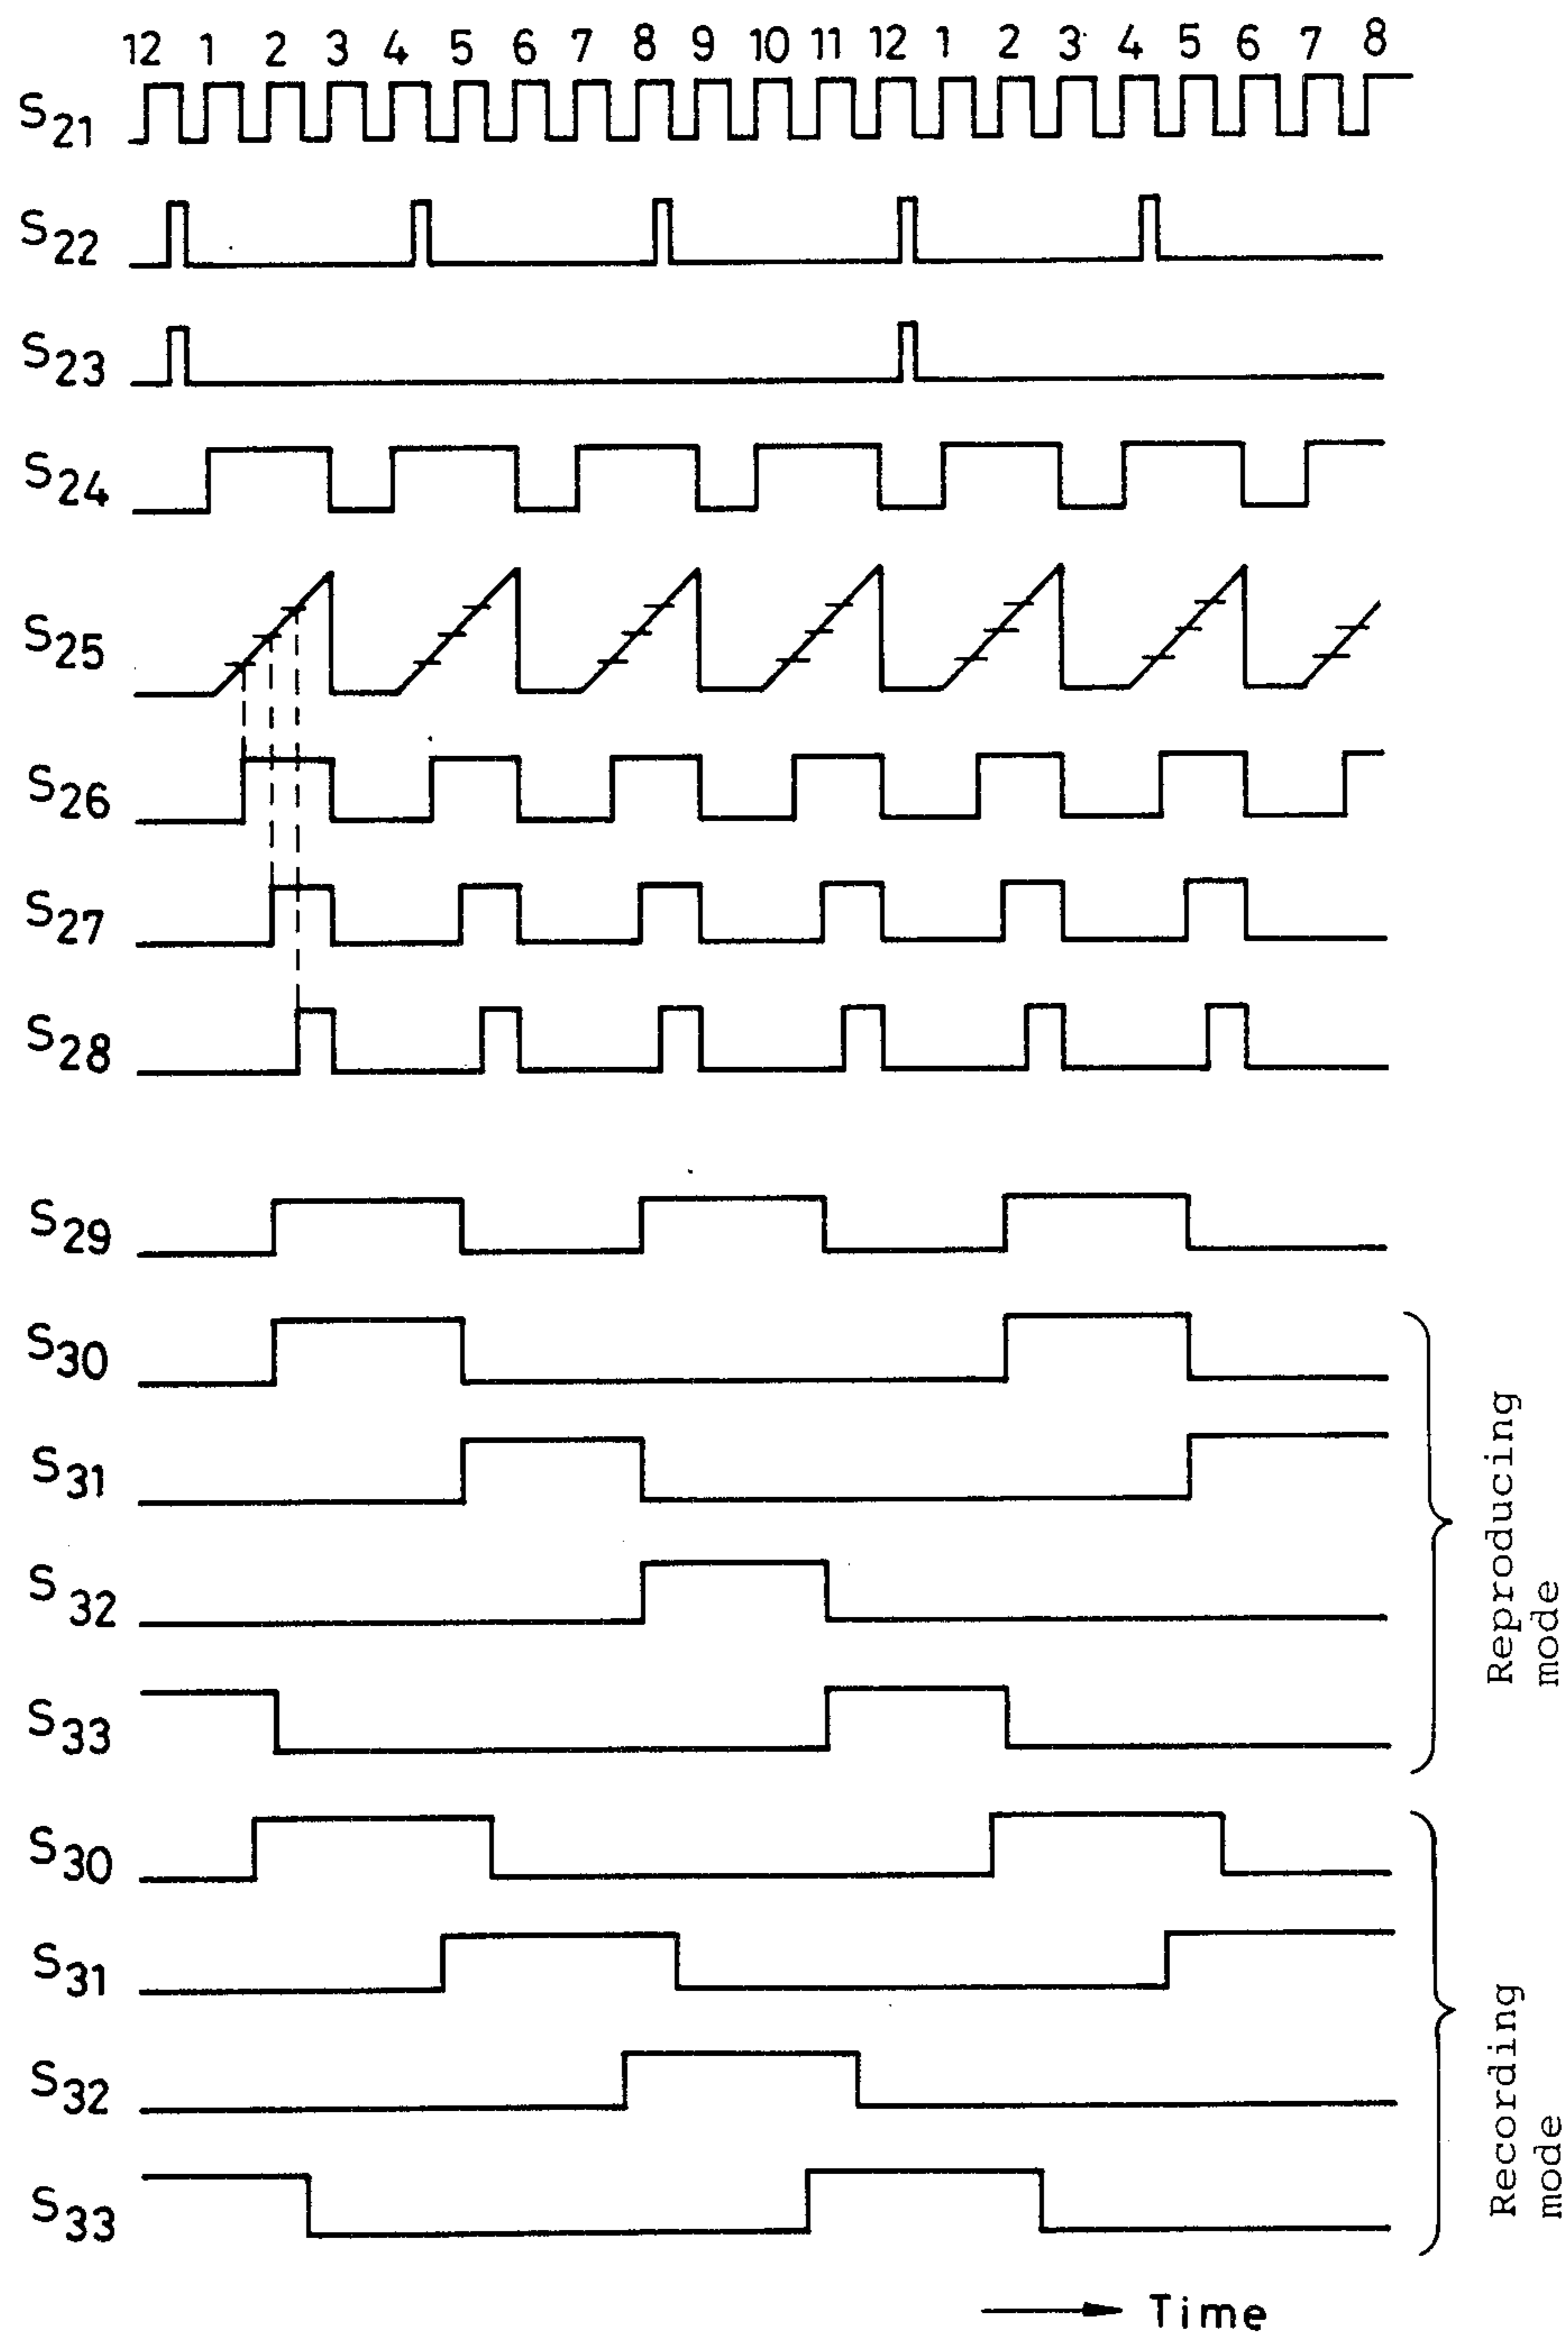 12 1 2 3 4 5 6 7 8 9 10 11 12 1 2 3 4 5 6 7 8
S21
S22
S23
S24
S25
S26
S27
S28
S29
S30
S31
S32
S33
Reproducing
mode
S30
S31
S32
S33
Recording
mode
Time